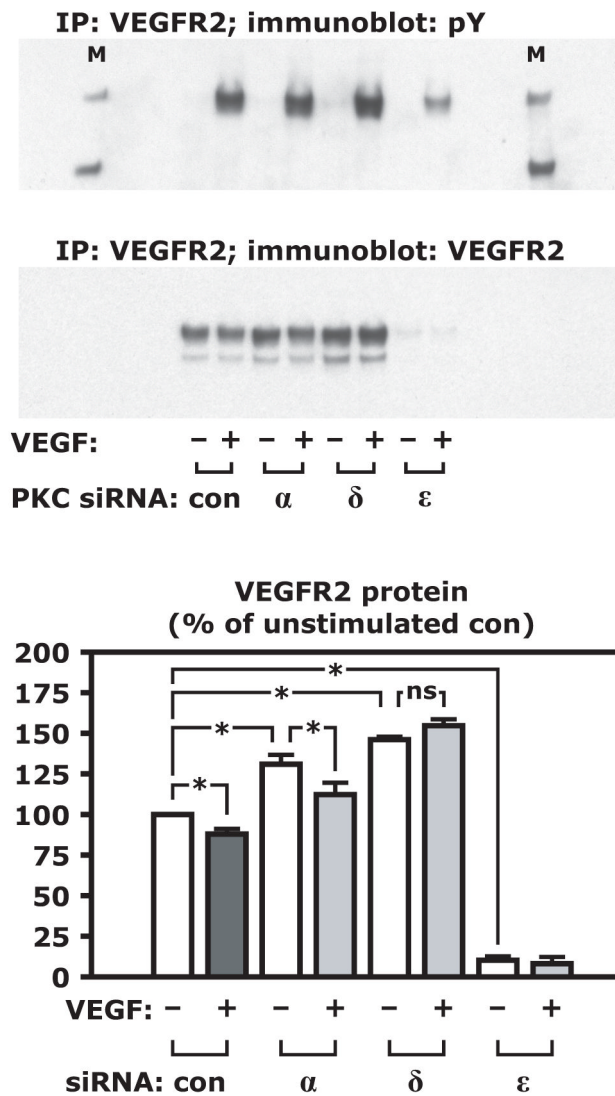 IP: VEGFR2; immunoblot: pY
M M
IP: VEGFR2; immunoblot: VEGFR2
VEGF: − + − + − + − +
PKC siRNA: con α δ ε
VEGFR2 protein
(% of unstimulated con)
200
175
150
125
100
75
50
25
0
*
* ns
* *
*
VEGF: − + − + − + − +
siRNA: con α δ ε